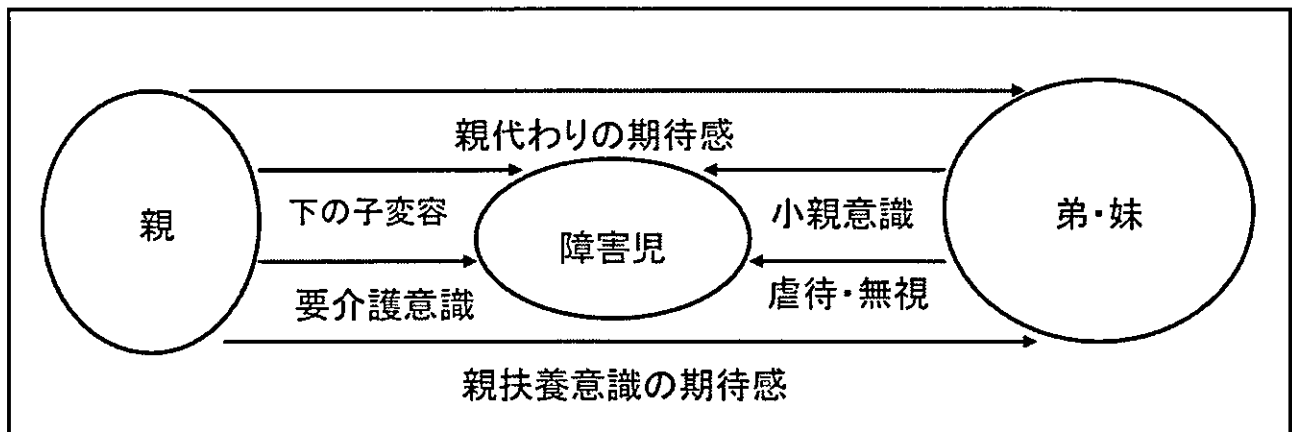 親代わりの期待感
親
下の子変容
障害児
小親意識
弟・妹
要介護意識
虐待・無視
親扶養意識の期待感